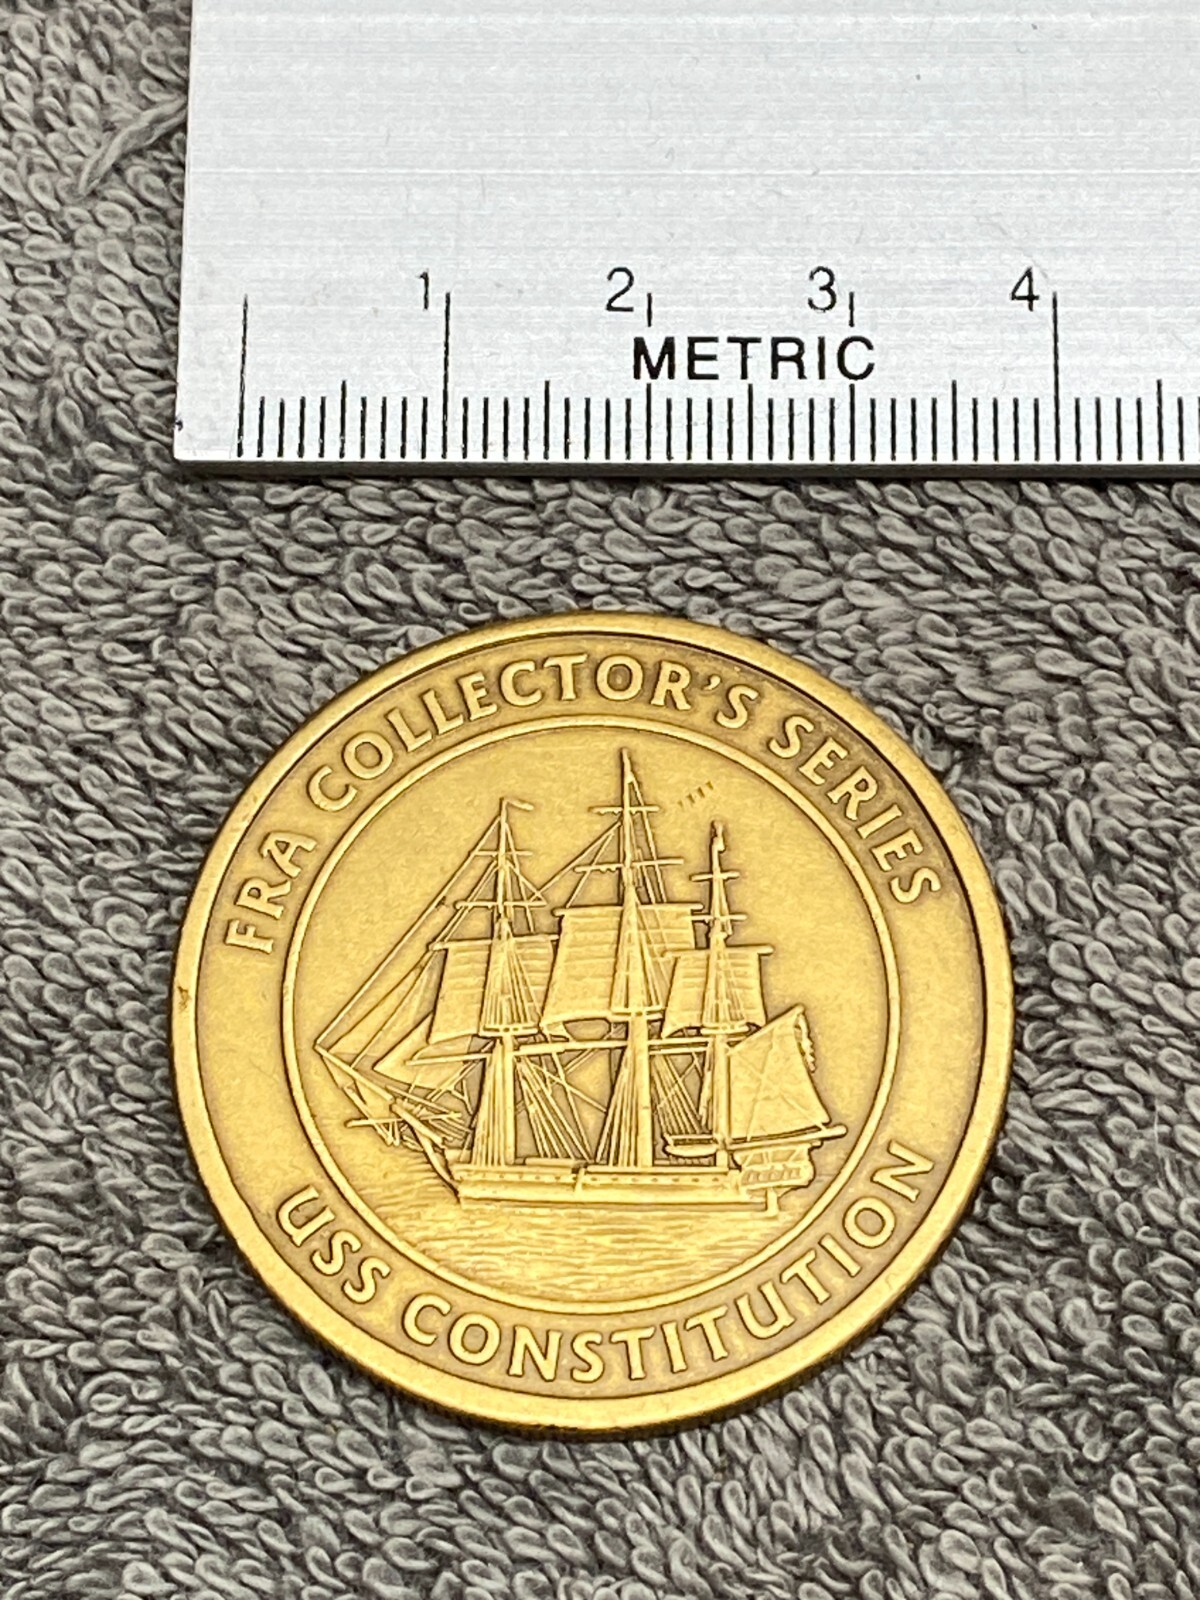 1 2 3 4
METRIC
FRA COLLECTOR'S SERIES
USS CONSTITUTION